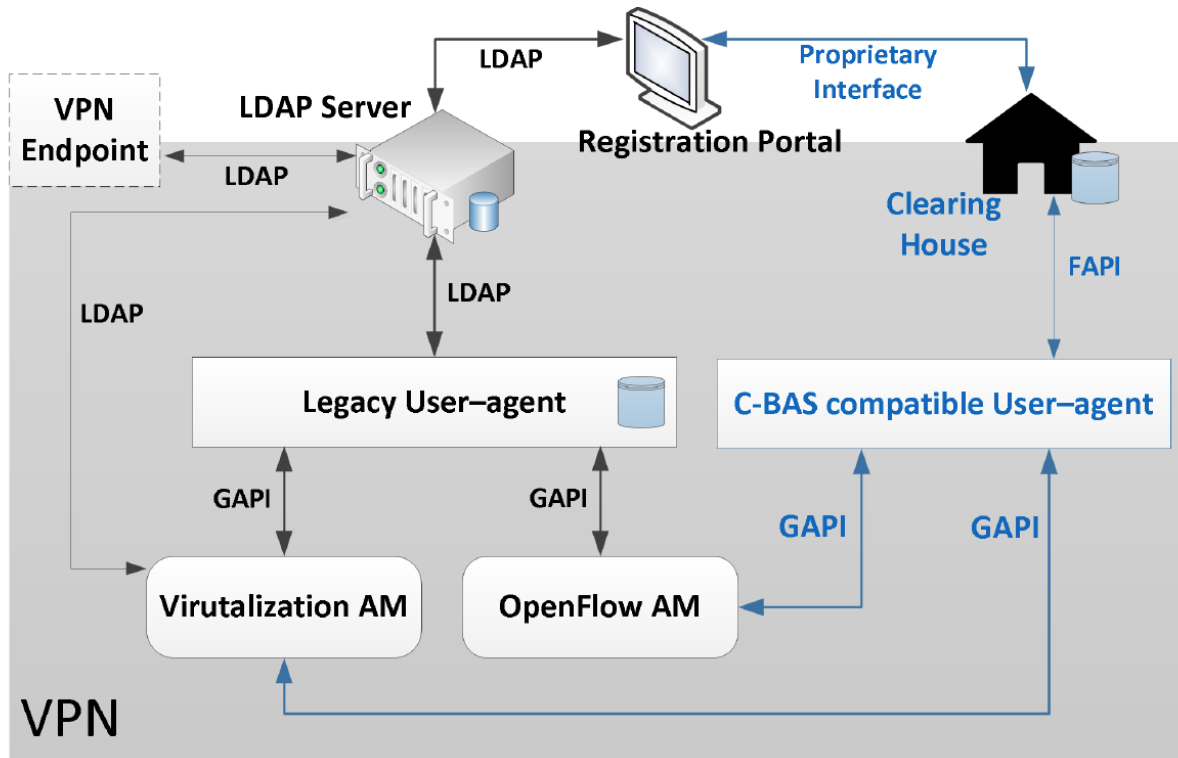 LDAP
Proprietary
Interface
VPN
Endpoint
LDAP Server
Registration Portal
LDAP
Clearing
House
FAPI
LDAP
LDAP
Legacy User–agent
C-BAS compatible User–agent
GAPI
GAPI
GAPI
GAPI
Virutalization AM
OpenFlow AM
VPN